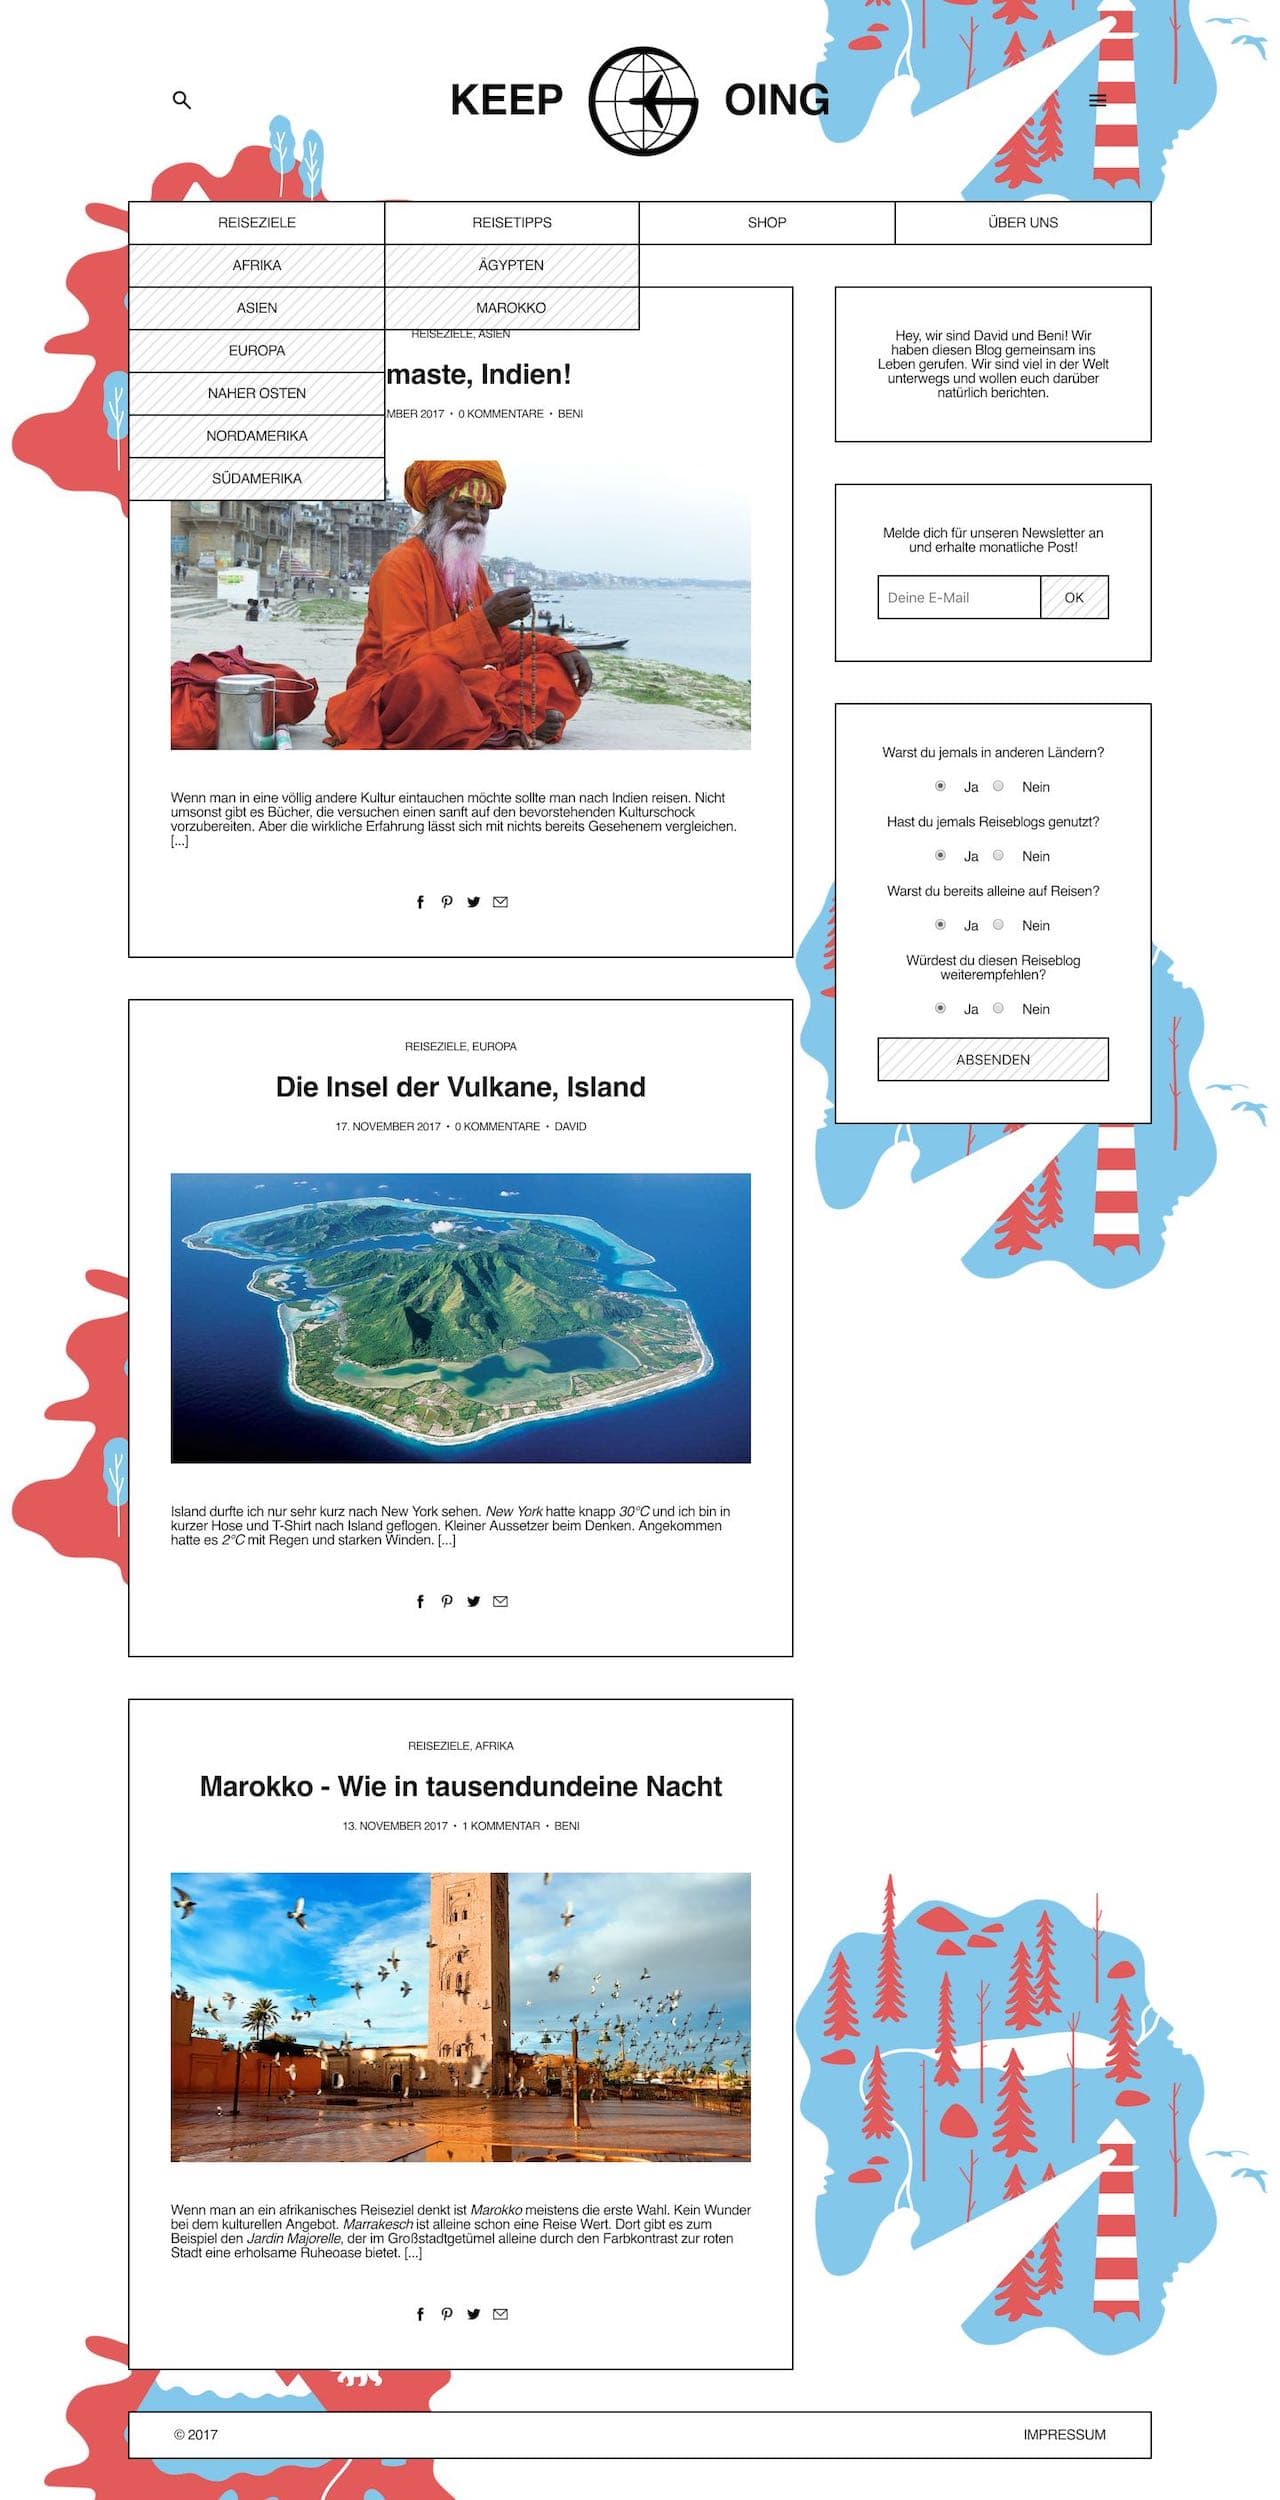 KEEP OING
REISEZIELE
REISETIPPS
SHOP
ÜBER UNS
AFRIKA
ASIEN
EUROPA
NAHER OSTEN
NORDAMERIKA
SÜDAMERIKA
ÄGYPTEN
MAROKKO
REISEZIELE, ASIEN
maste, Indien!
MBER 2017 • 0 KOMMENTARE • BENI
Wenn man in eine völlig andere Kultur eintauchen möchte sollte man nach Indien reisen. Nicht
umsonst gibt es Bücher, die versuchen einen sanft auf den bevorstehenden Kulturschock
vorzubereiten. Aber die wirkliche Erfahrung lässt sich mit nichts bereits Gesehenem vergleichen.
[...]
REISEZIELE, EUROPA
Die Insel der Vulkane, Island
17. NOVEMBER 2017 • 0 KOMMENTARE • DAVID
Island durfte ich nur sehr kurz nach New York sehen. New York hatte knapp 30°C und ich bin in
kurzer Hose und T-Shirt nach Island geflogen. Kleiner Aussetzer beim Denken. Angekommen
hatte es 2°C mit Regen und starken Winden. [...]
REISEZIELE, AFRIKA
Marokko - Wie in tausendundeine Nacht
13. NOVEMBER 2017 • 1 KOMMENTAR • BENI
Wenn man an ein afrikanisches Reiseziel denkt ist Marokko meistens die erste Wahl. Kein Wunder
bei dem kulturellen Angebot. Marrakesch ist alleine schon eine Reise Wert. Dort gibt es zum
Beispiel den Jardin Majorelle, der im Großstadtgetümel alleine durch den Farbkontrast zur roten
Stadt eine erholsame Ruheoase bietet. [...]
Hey, wir sind David und Beni! Wir
haben diesen Blog gemeinsam ins
Leben gerufen. Wir sind viel in der Welt
unterwegs und wollen euch darüber
natürlich berichten.
Melde dich für unseren Newsletter an
und erhalte monatliche Post!
Deine E-Mail
OK
Warst du jemals in anderen Ländern?
Ja Nein
Hast du jemals Reiseblogs genutzt?
Ja Nein
Warst du bereits alleine auf Reisen?
Ja Nein
Würdest du diesen Reiseblog
weiterempfehlen?
Ja Nein
ABSENDEN
© 2017
IMPRESSUM